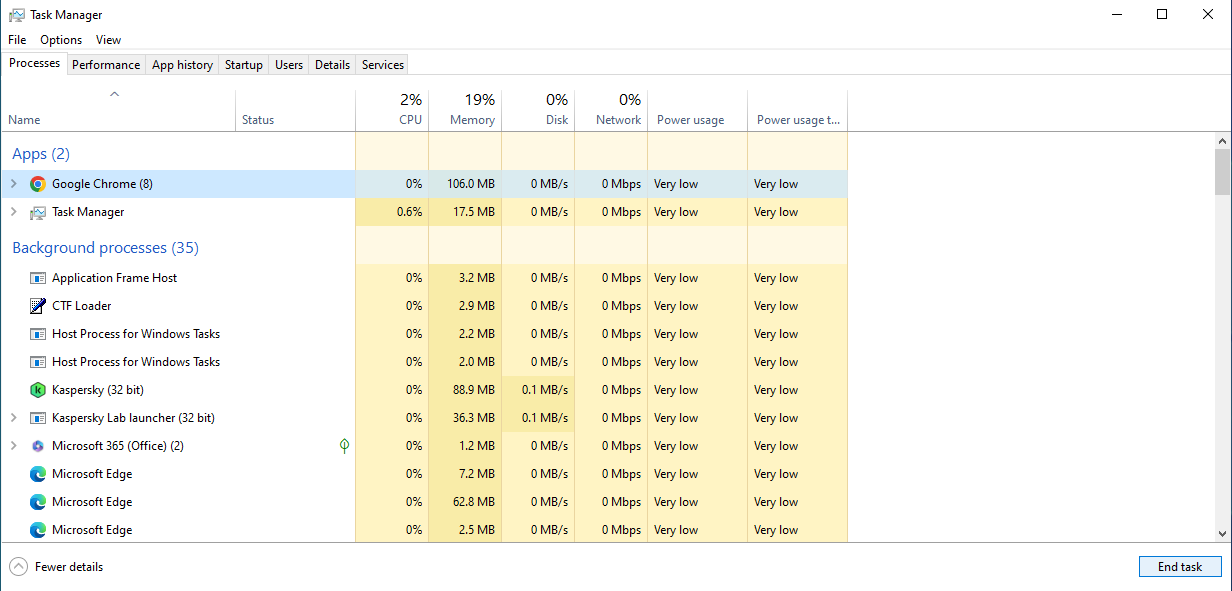 Task Manager
File Options View
Processes Performance App history Startup Users Details Services
2% 19% 0% 0%
Name Status CPU Memory Disk Network Power usage Power usage t...
Apps (2)
Google Chrome (8) 0% 106.0 MB 0 MB/s 0 Mbps Very low Very low
Task Manager 0.6% 17.5 MB 0 MB/s 0 Mbps Very low Very low
Background processes (35)
Application Frame Host 0% 3.2 MB 0 MB/s 0 Mbps Very low Very low
CTF Loader 0% 2.9 MB 0 MB/s 0 Mbps Very low Very low
Host Process for Windows Tasks 0% 2.2 MB 0 MB/s 0 Mbps Very low Very low
Host Process for Windows Tasks 0% 2.0 MB 0 MB/s 0 Mbps Very low Very low
Kaspersky (32 bit) 0% 88.9 MB 0.1 MB/s 0 Mbps Very low Very low
Kaspersky Lab launcher (32 bit) 0% 36.3 MB 0.1 MB/s 0 Mbps Very low Very low
Microsoft 365 (Office) (2) 0% 1.2 MB 0 MB/s 0 Mbps Very low Very low
Microsoft Edge 0% 7.2 MB 0 MB/s 0 Mbps Very low Very low
Microsoft Edge 0% 62.8 MB 0 MB/s 0 Mbps Very low Very low
Microsoft Edge 0% 2.5 MB 0 MB/s 0 Mbps Very low Very low
Fewer details End task